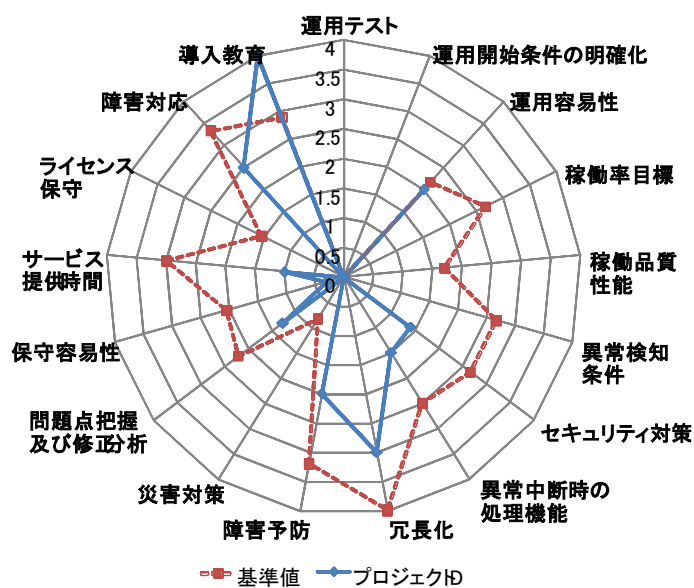 運用テスト
運用開始条件の明確化
運用容易性
稼働率目標
稼働品質
性能
異常検知
条件
セキュリティ対策
異常中断時の
処理機能
冗長化
障害予防
災害対策
問題点把握
及び修正分析
保守容易性
サービス
提供時間
ライセンス
保守
障害対応
導入教育
4
3.5
3
2.5
2
1.5
1
0.5
0
基準値
プロジェクトD